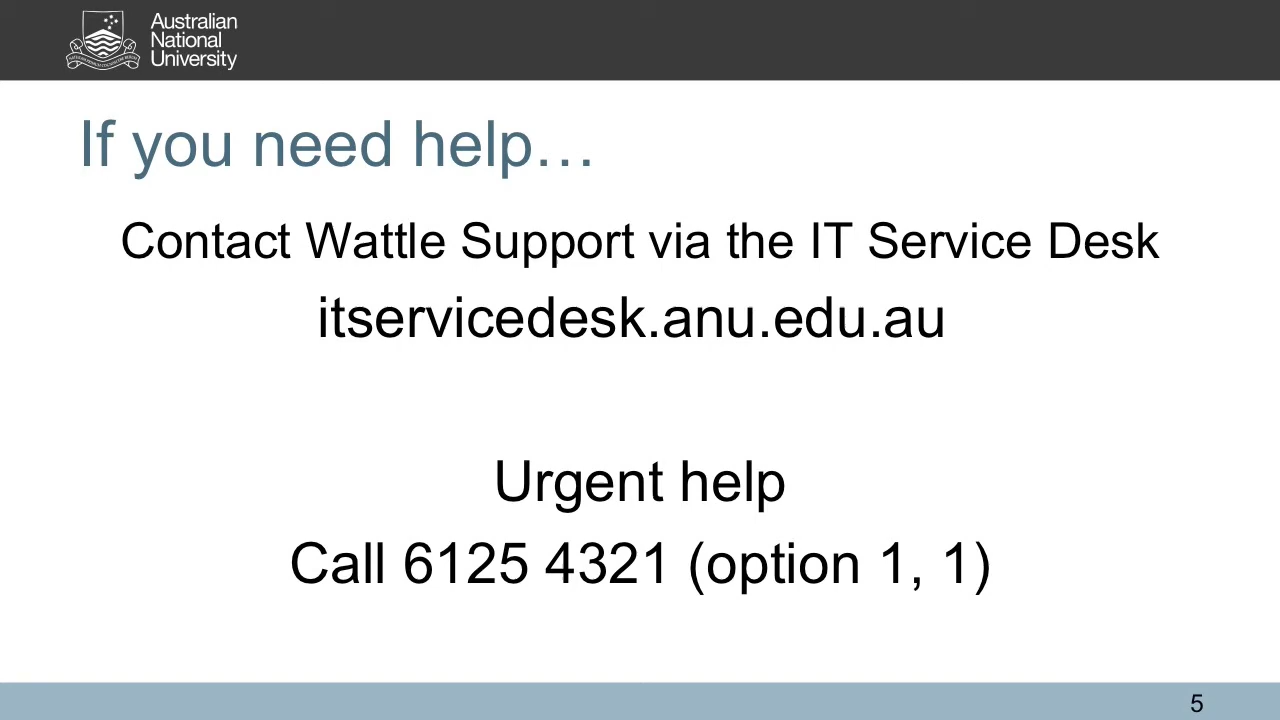 Australian
National
University
If you need help…
Contact Wattle Support via the IT Service Desk
itservicedesk.anu.edu.au
Urgent help
Call 6125 4321 (option 1, 1)
5